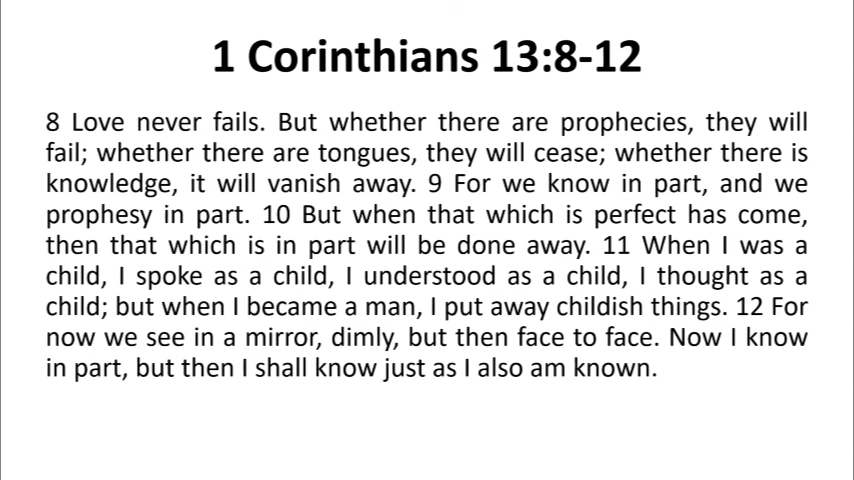 1 Corinthians 13:8-12
8 Love never fails. But whether there are prophecies, they will
fail; whether there are tongues, they will cease; whether there is
knowledge, it will vanish away. 9 For we know in part, and we
prophesy in part. 10 But when that which is perfect has come,
then that which is in part will be done away. 11 When I was a
child, I spoke as a child, I understood as a child, I thought as a
child; but when I became a man, I put away childish things. 12 For
now we see in a mirror, dimly, but then face to face. Now I know
in part, but then I shall know just as I also am known.